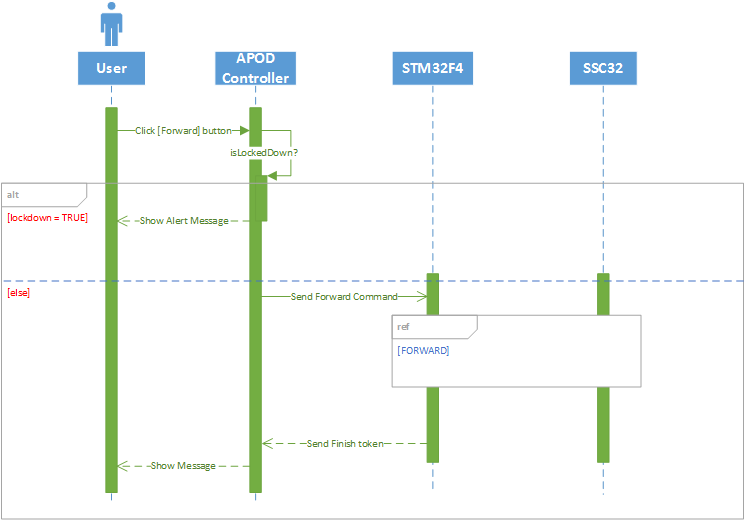 User
APOD
Controller
STM32F4
SSC32
Click [Forward] button
isLockedDown?
alt
[lockdown = TRUE]
Show Alert Message
[else]
Send Forward Command
ref
[FORWARD]
Send Finish token
Show Message